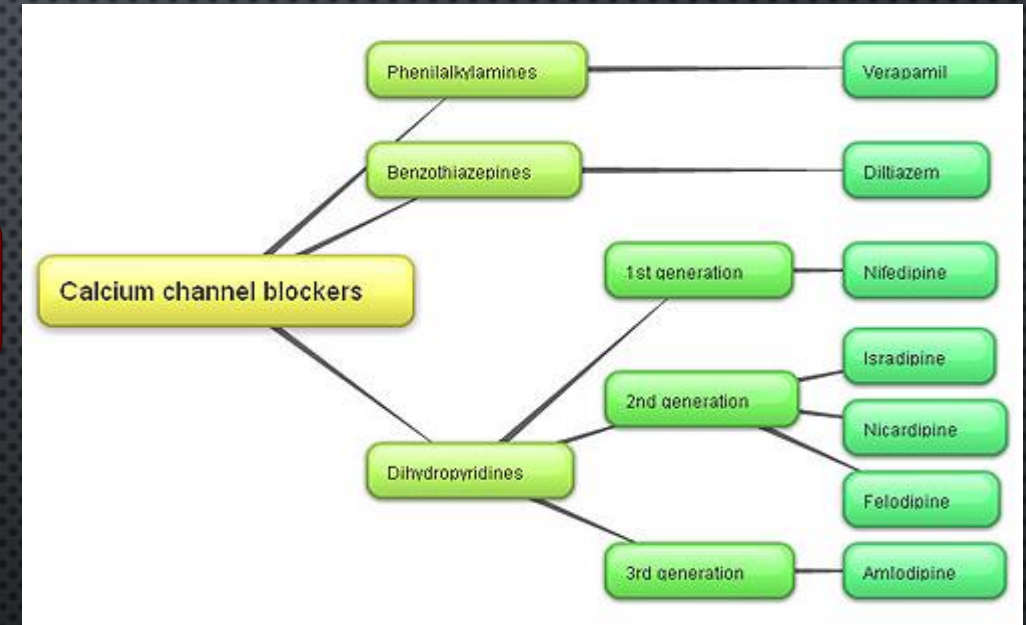 Phenilalkylamines
Verapamil
Benzothiazepines
Diltiazem
Calcium channel blockers
1st generation
Nifedipine
Isradipine
2nd generation
Nicardipine
Dihydropyridines
Felodipine
3rd generation
Amlodipine